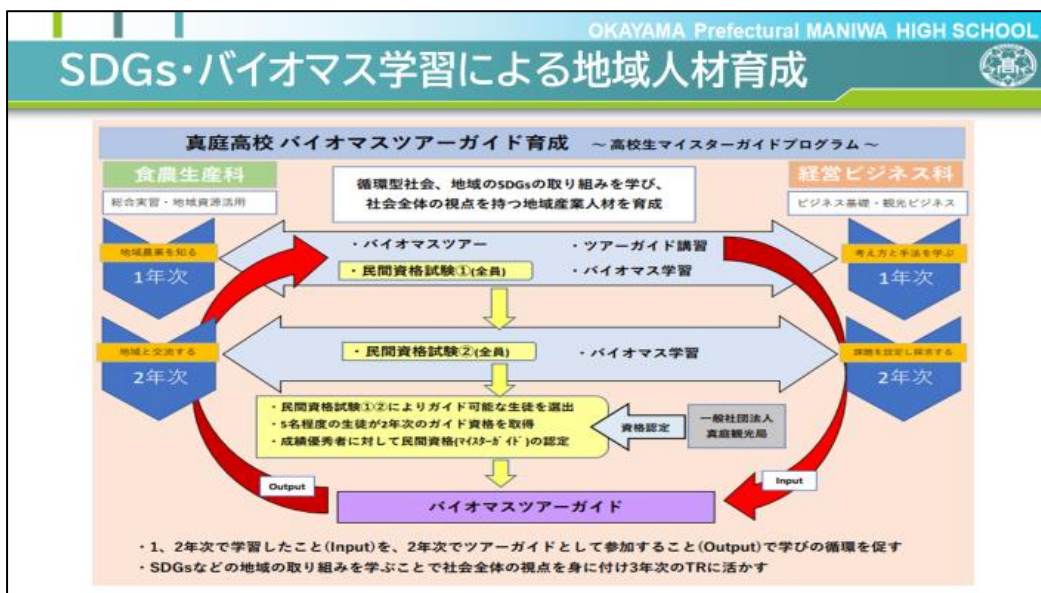 OKAYAMA Prefectural MANIWA HIGH SCHOOL
SDGs・バイオマス学習による地域人材育成
真庭高校 バイオマスツアーガイド育成 ～高校生マイスターガイドプログラム～
食農生産科
総合実習・地域資源活用
循環型社会、地域のSDGsの取り組みを学び、
社会全体の視点を持つ地域産業人材を育成
経営ビジネス科
ビジネス基礎・観光ビジネス
地域農業を知る
1年次
・バイオマスツアー
・ツアーガイド講習
・民間資格試験①(全員)
・バイオマス学習
考え方と手法を学ぶ
1年次
地域と交流する
2年次
・民間資格試験②(全員)
・バイオマス学習
課題を設定し探求する
2年次
・民間資格試験①②によりガイド可能な生徒を選出
・5名程度の生徒が2年次のガイド資格を取得
・成績優秀者に対して民間資格(ﾏｲｽﾀｰｶﾞｲﾄﾞ)の認定
資格認定
一般社団法人
真庭観光局
Output
Input
バイオマスツアーガイド
・1、2年次で学習したこと(Input)を、2年次でツアーガイドとして参加すること(Output)で学びの循環を促す
・SDGsなどの地域の取り組みを学ぶことで社会全体の視点を身に付け3年次のTRに活かす